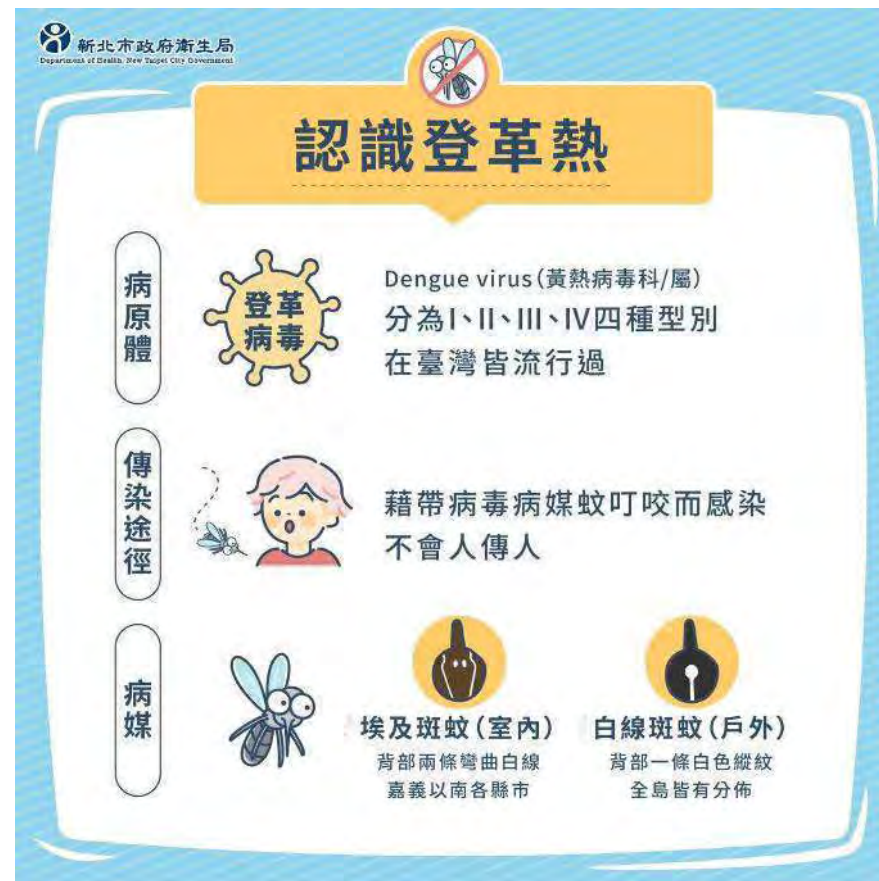 新北市政府衛生局
Department of Health, New Taipei City Government
認識登革熱
病原體
登革
病毒
Dengue virus(黃熱病毒科/屬)
分為I、II、III、IV四種型別
在臺灣皆流行過
傳染途徑
藉帶病毒病媒蚊叮咬而感染
不會人傳人
病媒
埃及斑蚊(室內)
背部兩條彎曲白線
嘉義以南各縣市
白線斑蚊(戶外)
背部一條白色縱紋
全島皆有分佈